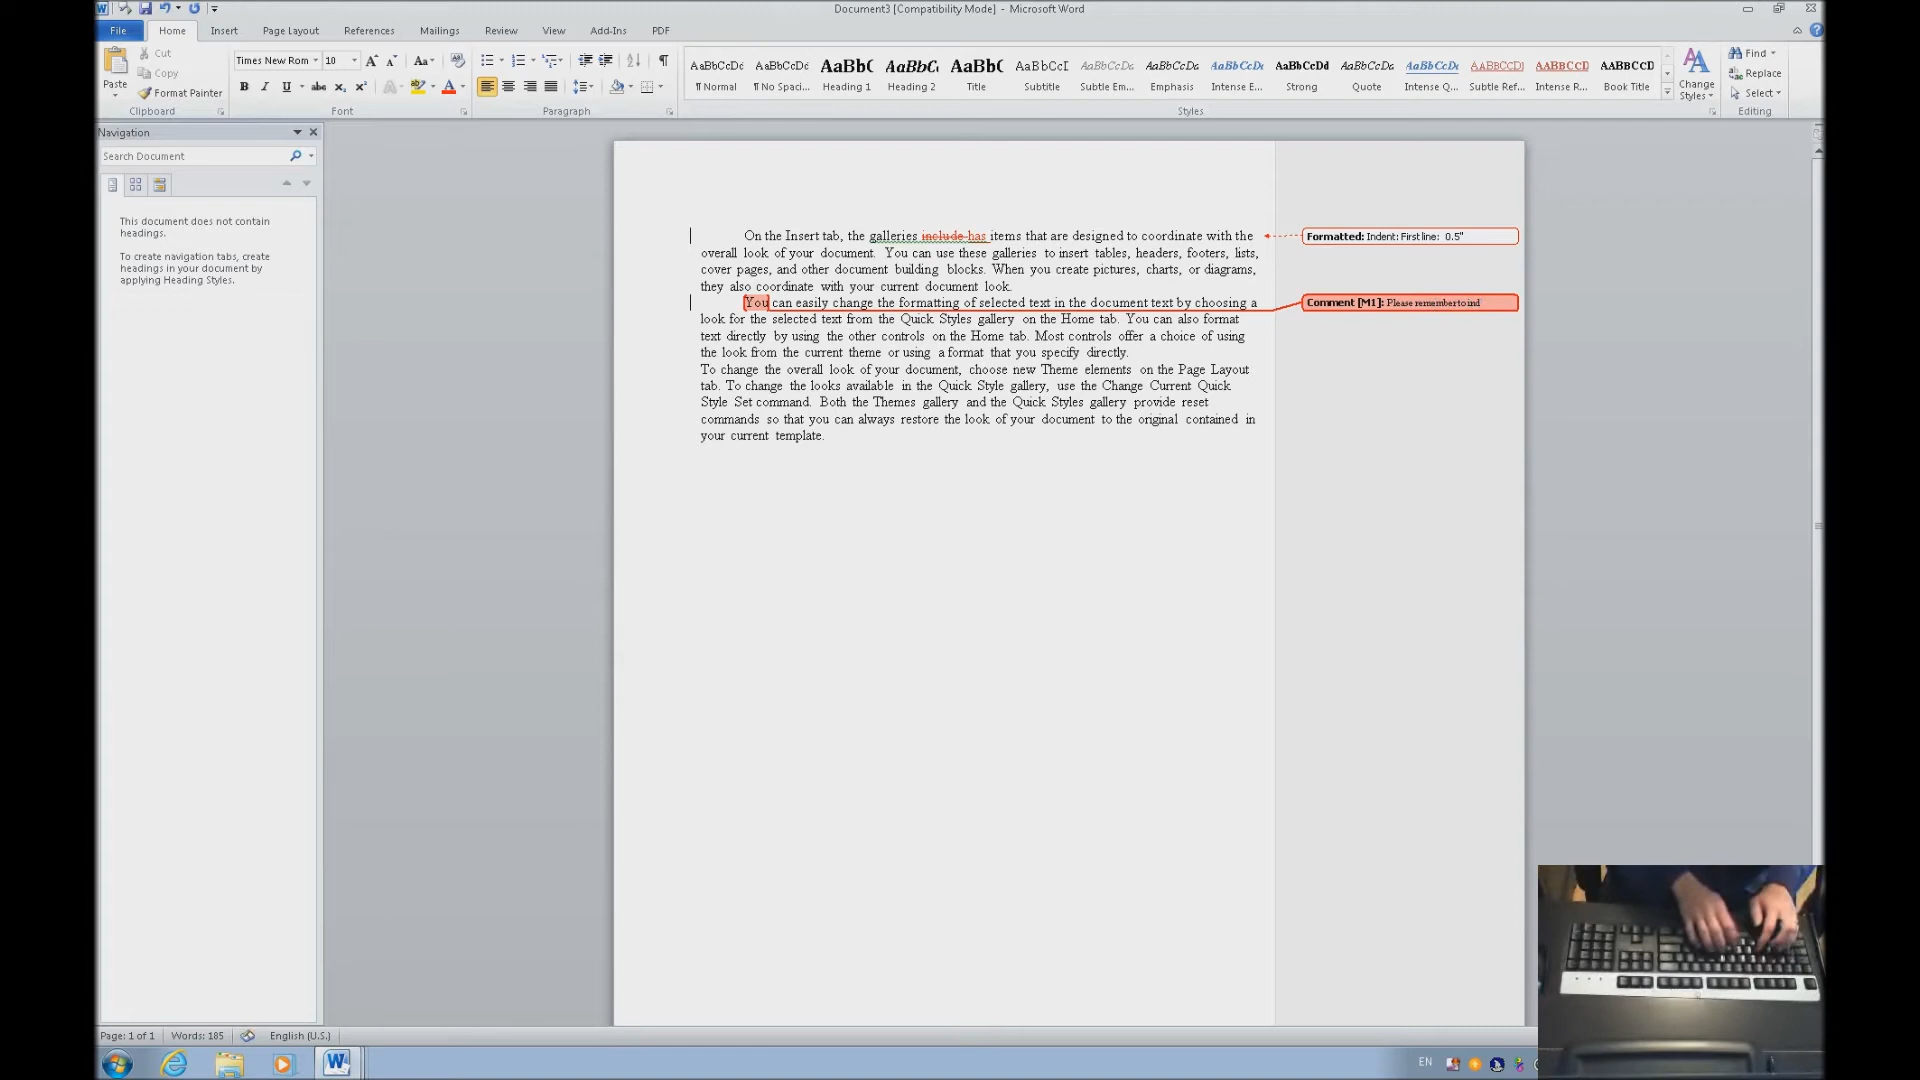 Document3 [Compatibility Mode] - Microsoft Word
File Home Insert Page Layout References Mailings Review View Add-Ins PDF
Paste
Cut
Copy
Format Painter
Clipboard
Times New Rom 10
Font
Paragraph
AaBbCcDc AaBbCcDc AaBbC AaBbC AaBb( AaBbCcI AaBbCcDc AaBbCcDc AaBbCcDc AaBbCcDd AaBbCcDc AaBbCcDc AABBCCDI AABBCCD AABBCCD
¶ Normal ¶ No Spaci... Heading 1 Heading 2 Title Subtitle Subtle Em... Emphasis Intense E... Strong Quote Intense Q... Subtle Ref... Intense R... Book Title
Styles
Change Styles
Find
Replace
Select
Editing
Navigation
Search Document
This document does not contain
headings.
To create navigation tabs, create
headings in your document by
applying Heading Styles.
On the Insert tab, the galleries include has items that are designed to coordinate with the
overall look of your document. You can use these galleries to insert tables, headers, footers, lists,
cover pages, and other document building blocks. When you create pictures, charts, or diagrams,
they also coordinate with your current document look.
You can easily change the formatting of selected text in the document text by choosing a
look for the selected text from the Quick Styles gallery on the Home tab. You can also format
text directly by using the other controls on the Home tab. Most controls offer a choice of using
the look from the current theme or using a format that you specify directly.
To change the overall look of your document, choose new Theme elements on the Page Layout
tab. To change the looks available in the Quick Style gallery, use the Change Current Quick
Style Set command. Both the Themes gallery and the Quick Styles gallery provide reset
commands so that you can always restore the look of your document to the original contained in
your current template.
Formatted: Indent: First line: 0.5"
Comment [M1]: Please remember to ind
Page: 1 of 1 Words: 185 English (U.S.)
EN